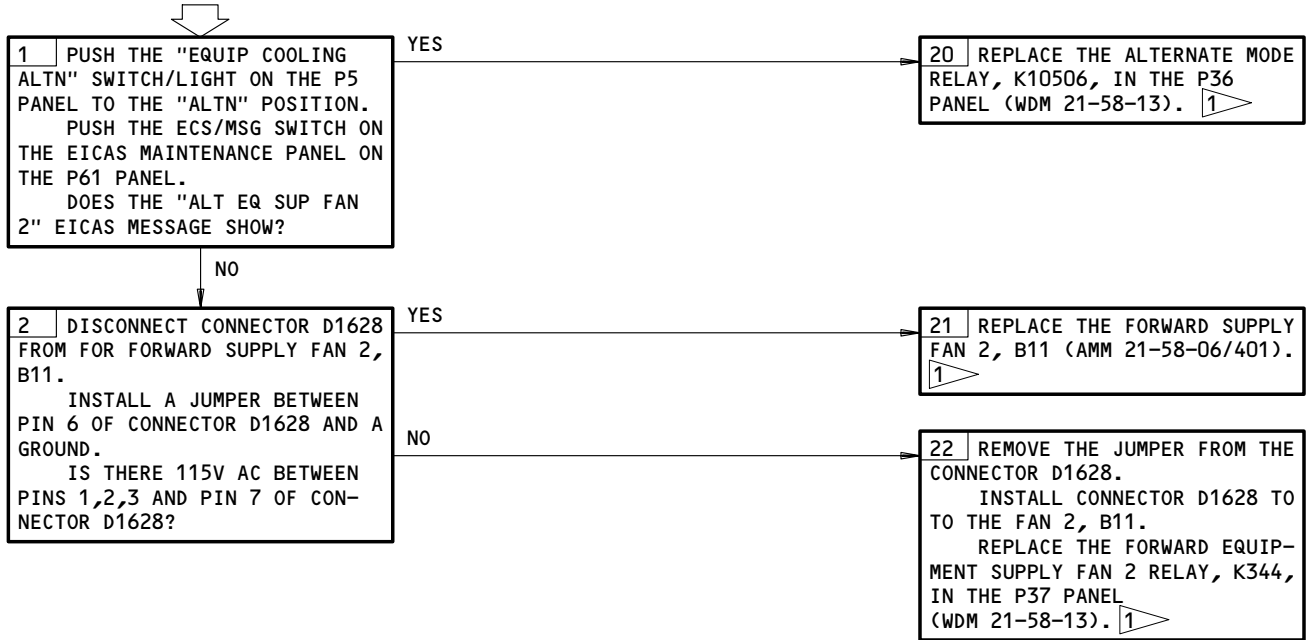 1 PUSH THE "EQUIP COOLING
ALTN" SWITCH/LIGHT ON THE P5
PANEL TO THE "ALTN" POSITION.
PUSH THE ECS/MSG SWITCH ON
THE EICAS MAINTENANCE PANEL ON
THE P61 PANEL.
DOES THE "ALT EQ SUP FAN
2" EICAS MESSAGE SHOW?
YES
20 REPLACE THE ALTERNATE MODE
RELAY, K10506, IN THE P36
PANEL (WDM 21-58-13). 1
NO
2 DISCONNECT CONNECTOR D1628
FROM FOR FORWARD SUPPLY FAN 2,
B11.
INSTALL A JUMPER BETWEEN
PIN 6 OF CONNECTOR D1628 AND A
GROUND.
IS THERE 115V AC BETWEEN
PINS 1,2,3 AND PIN 7 OF CON-
NECTOR D1628?
YES
21 REPLACE THE FORWARD SUPPLY
FAN 2, B11 (AMM 21-58-06/401).
1
NO
22 REMOVE THE JUMPER FROM THE
CONNECTOR D1628.
INSTALL CONNECTOR D1628 TO
TO THE FAN 2, B11.
REPLACE THE FORWARD EQUIP-
MENT SUPPLY FAN 2 RELAY, K344,
IN THE P37 PANEL
(WDM 21-58-13). 1